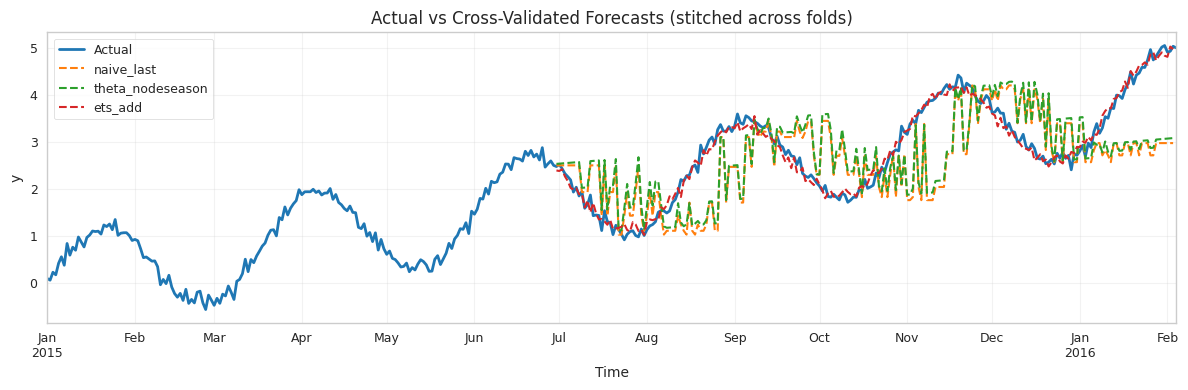 Actual vs Cross-Validated Forecasts (stitched across folds)
Actual
naive_last
theta_nodeseason
ets_add
y
5
4
3
2
1
0
Jan Feb Mar Apr May Jun Jul Aug Sep Oct Nov Dec Jan Feb
2015 2016
Time